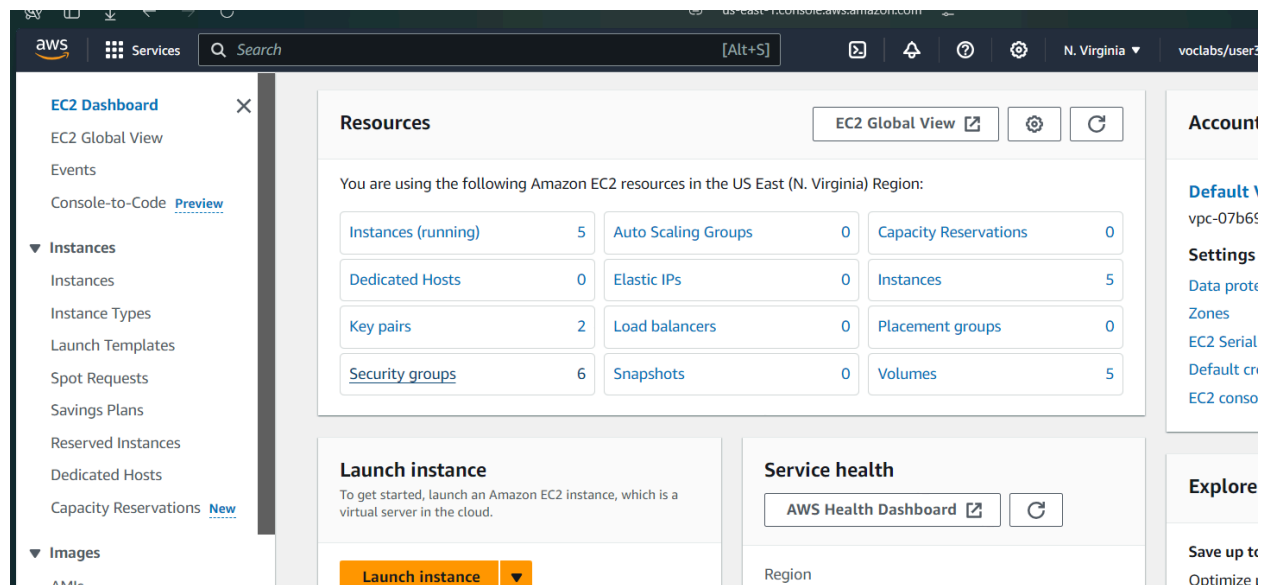 us-east-1.console.aws.amazon.com
aws
Services
Search
[Alt+S]
N. Virginia
voclabs/user3
EC2 Dashboard
EC2 Global View
Events
Console-to-Code Preview
Instances
Instances
Instance Types
Launch Templates
Spot Requests
Savings Plans
Reserved Instances
Dedicated Hosts
Capacity Reservations New
Images
AMIs
Resources
EC2 Global View
You are using the following Amazon EC2 resources in the US East (N. Virginia) Region:
Instances (running) 5
Auto Scaling Groups 0
Capacity Reservations 0
Dedicated Hosts 0
Elastic IPs 0
Instances 5
Key pairs 2
Load balancers 0
Placement groups 0
Security groups 6
Snapshots 0
Volumes 5
Launch instance
To get started, launch an Amazon EC2 instance, which is a
virtual server in the cloud.
Launch instance
Service health
AWS Health Dashboard
Region
Account
Default
vpc-07b69
Settings
Data prote
Zones
EC2 Serial
Default cre
EC2 conso
Explore
Save up to
Optimize